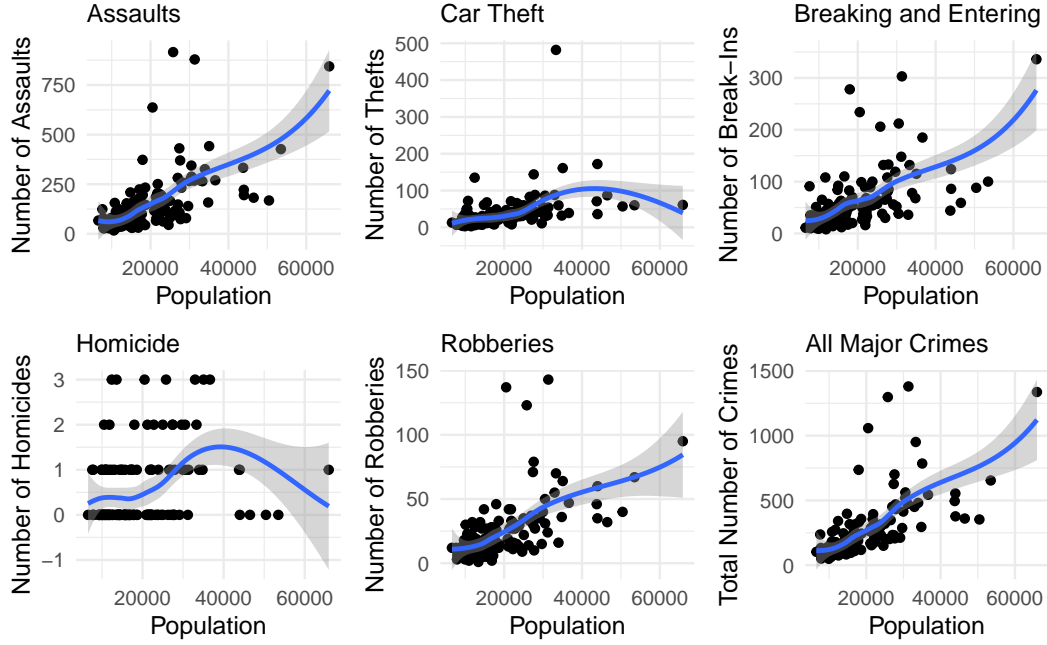 Assaults
Number of Assaults
750
500
250
0
20000 40000 60000
Population
Car Theft
Number of Thefts
500
400
300
200
100
0
20000 40000 60000
Population
Breaking and Entering
Number of Break−Ins
300
200
100
0
20000 40000 60000
Population
Homicide
Number of Homicides
3
2
1
0
−1
20000 40000 60000
Population
Robberies
Number of Robberies
150
100
50
0
20000 40000 60000
Population
All Major Crimes
Total Number of Crimes
1500
1000
500
0
20000 40000 60000
Population